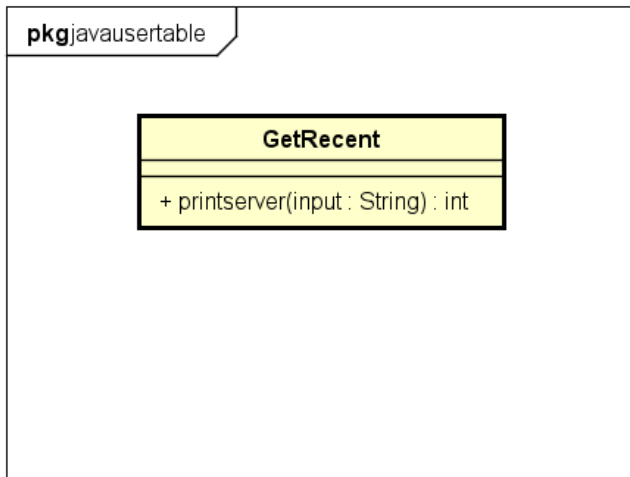 pkgjavausertable
GetRecent
+ printserver(input : String) : int